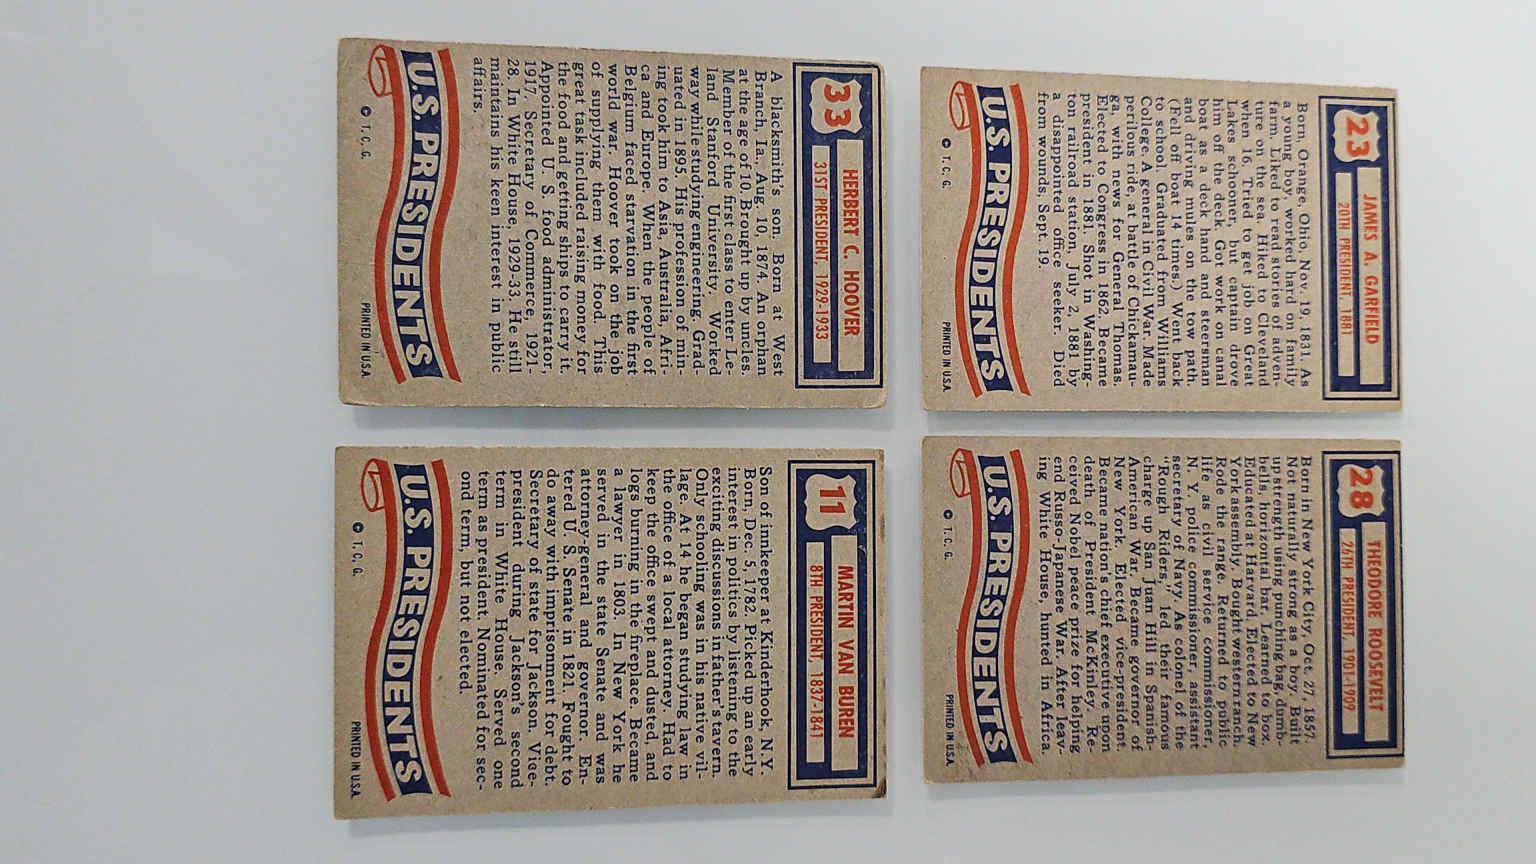 23
JAMES A. GARFIELD
20TH PRESIDENT, 1881
Born, Orange, Ohio, Nov. 19, 1831. As
a young boy worked hard on family
farm. Liked to read stories of adven-
ture on the sea. Hiked to Cleveland
when 16. Tried to get job on Great
Lakes schooner, but captain drove
him off the deck. Got work on canal
boat as a deck hand and steersman
and driving mules on the tow path.
(Fell off boat 14 times.) Went back
to school. Graduated from Williams
College. A general in Civil War. Made
perilous ride, at battle of Chickamau-
ga, with news for General Thomas.
Elected to Congress in 1862. Became
president in 1881. Shot in Washing-
ton railroad station, July 2, 1881 by
a disappointed office seeker. Died
from wounds, Sept. 19.
U.S. PRESIDENTS
© T. C. G.
PRINTED IN U.S.A.
28
THEODORE ROOSEVELT
26TH PRESIDENT, 1901-1909
Born in New York City, Oct. 27, 1857.
Not naturally strong as a boy. Built
up strength using punching bag, dumb-
bells, horizontal bar. Learned to box.
Educated at Harvard. Elected to New
York assembly. Bought western ranch.
Rode the range. Returned to public
life as civil service commissioner,
N. Y. police commissioner, assistant
secretary of Navy. As colonel of the
"Rough Riders," led their famous
charge up San Juan Hill in Spanish-
American War. Became governor of
New York. Elected vice-president.
Became nation's chief executive upon
death of President McKinley. Re-
ceived Nobel peace prize for helping
end Russo-Japanese War. After leav-
ing White House, hunted in Africa.
U.S. PRESIDENTS
© T. C. G.
PRINTED IN U.S.A.
33
HERBERT C. HOOVER
31ST PRESIDENT, 1929-1933
A blacksmith's son. Born at West
Branch, Ia., Aug. 10, 1874. An orphan
at the age of 10. Brought up by uncles.
Member of the first class to enter Le-
land Stanford University. Worked
way while studying engineering. Grad-
uated in 1895. His profession of min-
ing took him to Asia, Australia, Afri-
ca and Europe. When the people of
Belgium faced starvation in the first
world war, Hoover took on the job
of supplying them with food. This
great task included raising money for
the food and getting ships to carry it.
Appointed U. S. food administrator,
1917. Secretary of Commerce, 1921-
28. In White House, 1929-33. He still
maintains his keen interest in public
affairs.
U.S. PRESIDENTS
© T. C. G.
PRINTED IN U.S.A.
11
MARTIN VAN BUREN
8TH PRESIDENT, 1837-1841
Son of innkeeper at Kinderhook, N.Y.
Born, Dec. 5, 1782. Picked up an early
interest in politics by listening to the
exciting discussions in father's tavern.
Only schooling was in his native vil-
lage. At 14 he began studying law in
the office of a local attorney. Had to
keep the office swept and dusted, and
logs burning in the fireplace. Became
a lawyer in 1803. In New York he
served in the state Senate and was
attorney-general and governor. En-
tered U. S. Senate in 1821. Fought to
do away with imprisonment for debt.
Secretary of state for Jackson. Vice-
president during Jackson's second
term in White House. Served one
term as president. Nominated for sec-
ond term, but not elected.
U.S. PRESIDENTS
© T. C. G.
PRINTED IN U.S.A.